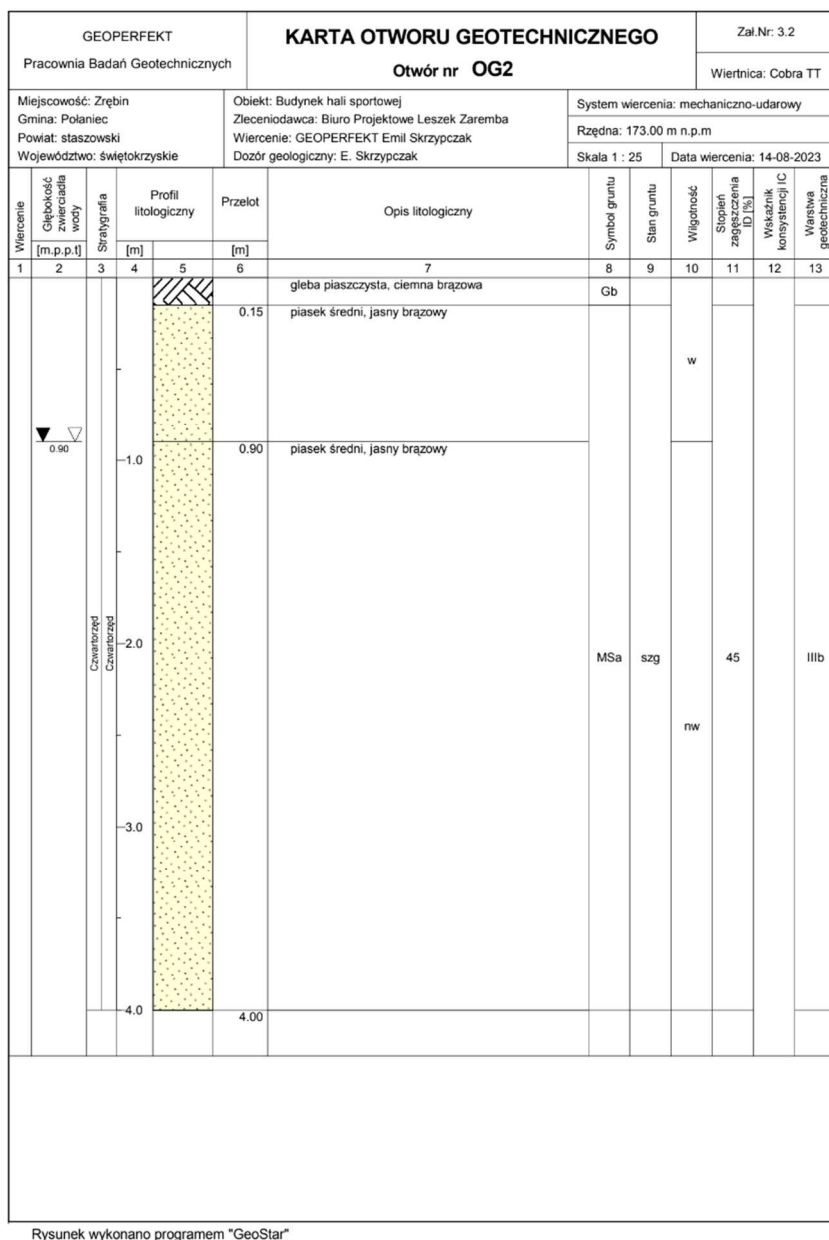 GEOPERFEKT
Pracownia Badań Geotechnicznych
KARTA OTWORU GEOTECHNICZNEGO
Otwór nr OG2
Zał.Nr: 3.2
Wiertnica: Cobra TT
Miejscowość: Zrębin
Gmina: Połaniec
Powiat: staszowski
Województwo: świętokrzyskie
Obiekt: Budynek hali sportowej
Zleceniodawca: Biuro Projektowe Leszek Zaremba
Wiercenie: GEOPERFEKT Emil Skrzypczak
Dozór geologiczny: E. Skrzypczak
System wiercenia: mechaniczno-udarowy
Rzędna: 173.00 m n.p.m
Skala 1 : 25
Data wiercenia: 14-08-2023
Wiercenie
Głębokość
zwierciadła
wody
[m.p.p.t]
Stratygrafia
Profil
litologiczny
[m]
Przelot
[m]
Opis litologiczny
Symbol gruntu
Stan gruntu
Wilgotność
Stopień
zagęszczenia
ID [%]
Wskaźnik
konsystencji IC
Warstwa
geotechniczna
1 2 3 4 5 6 7 8 9 10 11 12 13
gleba piaszczysta, ciemna brązowa
Gb
0.15 piasek średni, jasny brązowy
w
0.90
0.90 piasek średni, jasny brązowy
1.0
Czwartorzęd
Czwartorzęd
2.0
MSa szg 45 IIIb
nw
3.0
4.0
4.00
Rysunek wykonano programem "GeoStar"